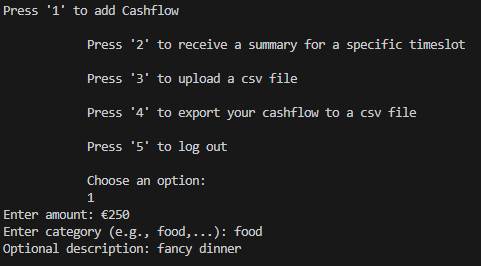 Press '1' to add Cashflow
Press '2' to receive a summary for a specific timeslot
Press '3' to upload a csv file
Press '4' to export your cashflow to a csv file
Press '5' to log out
Choose an option:
1
Enter amount: €250
Enter category (e.g., food,...): food
Optional description: fancy dinner